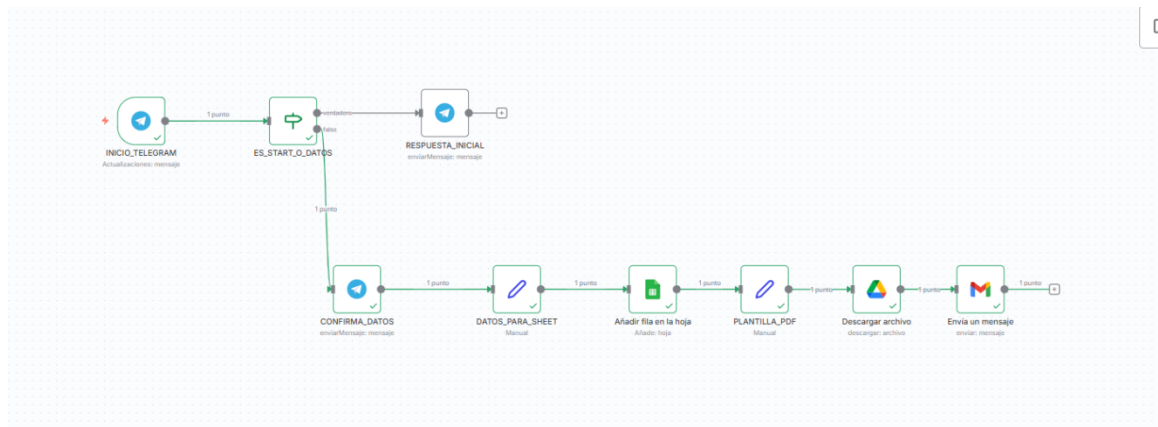 1 punto
verdadero
falso
INICIO_TELEGRAM
Actualizaciones: mensaje
ES_START_O_DATOS
RESPUESTA_INICIAL
enviarMensaje: mensaje
1 punto
1 punto
1 punto
1 punto
1 punto
1 punto
1 punto
CONFIRMA_DATOS
enviarMensaje: mensaje
DATOS_PARA_SHEET
Manual
Añadir fila en la hoja
Añade: hoja
PLANTILLA_PDF
Manual
Descargar archivo
descargar: archivo
Envía un mensaje
enviar: mensaje